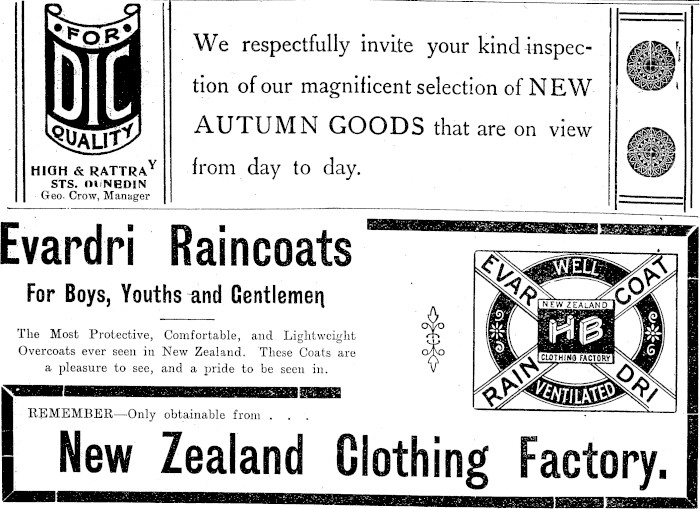 FOR
DIC
QUALITY
HIGH & RATTRAY
STS. DUNEDIN
Geo. Crow, Manager
We respectfully invite your kind inspec-
tion of our magnificent selection of NEW
AUTUMN GOODS that are on view
from day to day.
Evardri Raincoats
For Boys, Youths and Gentlemen
The Most Protective, Comfortable, and Lightweight
Overcoats ever seen in New Zealand. These Coats are
a pleasure to see, and a pride to be seen in.
EVAR
WELL
COAT
NEW ZEALAND
HB
CLOTHING FACTORY
RAIN
VENTILATED
DRI
REMEMBER—Only obtainable from . . .
New Zealand Clothing Factory.